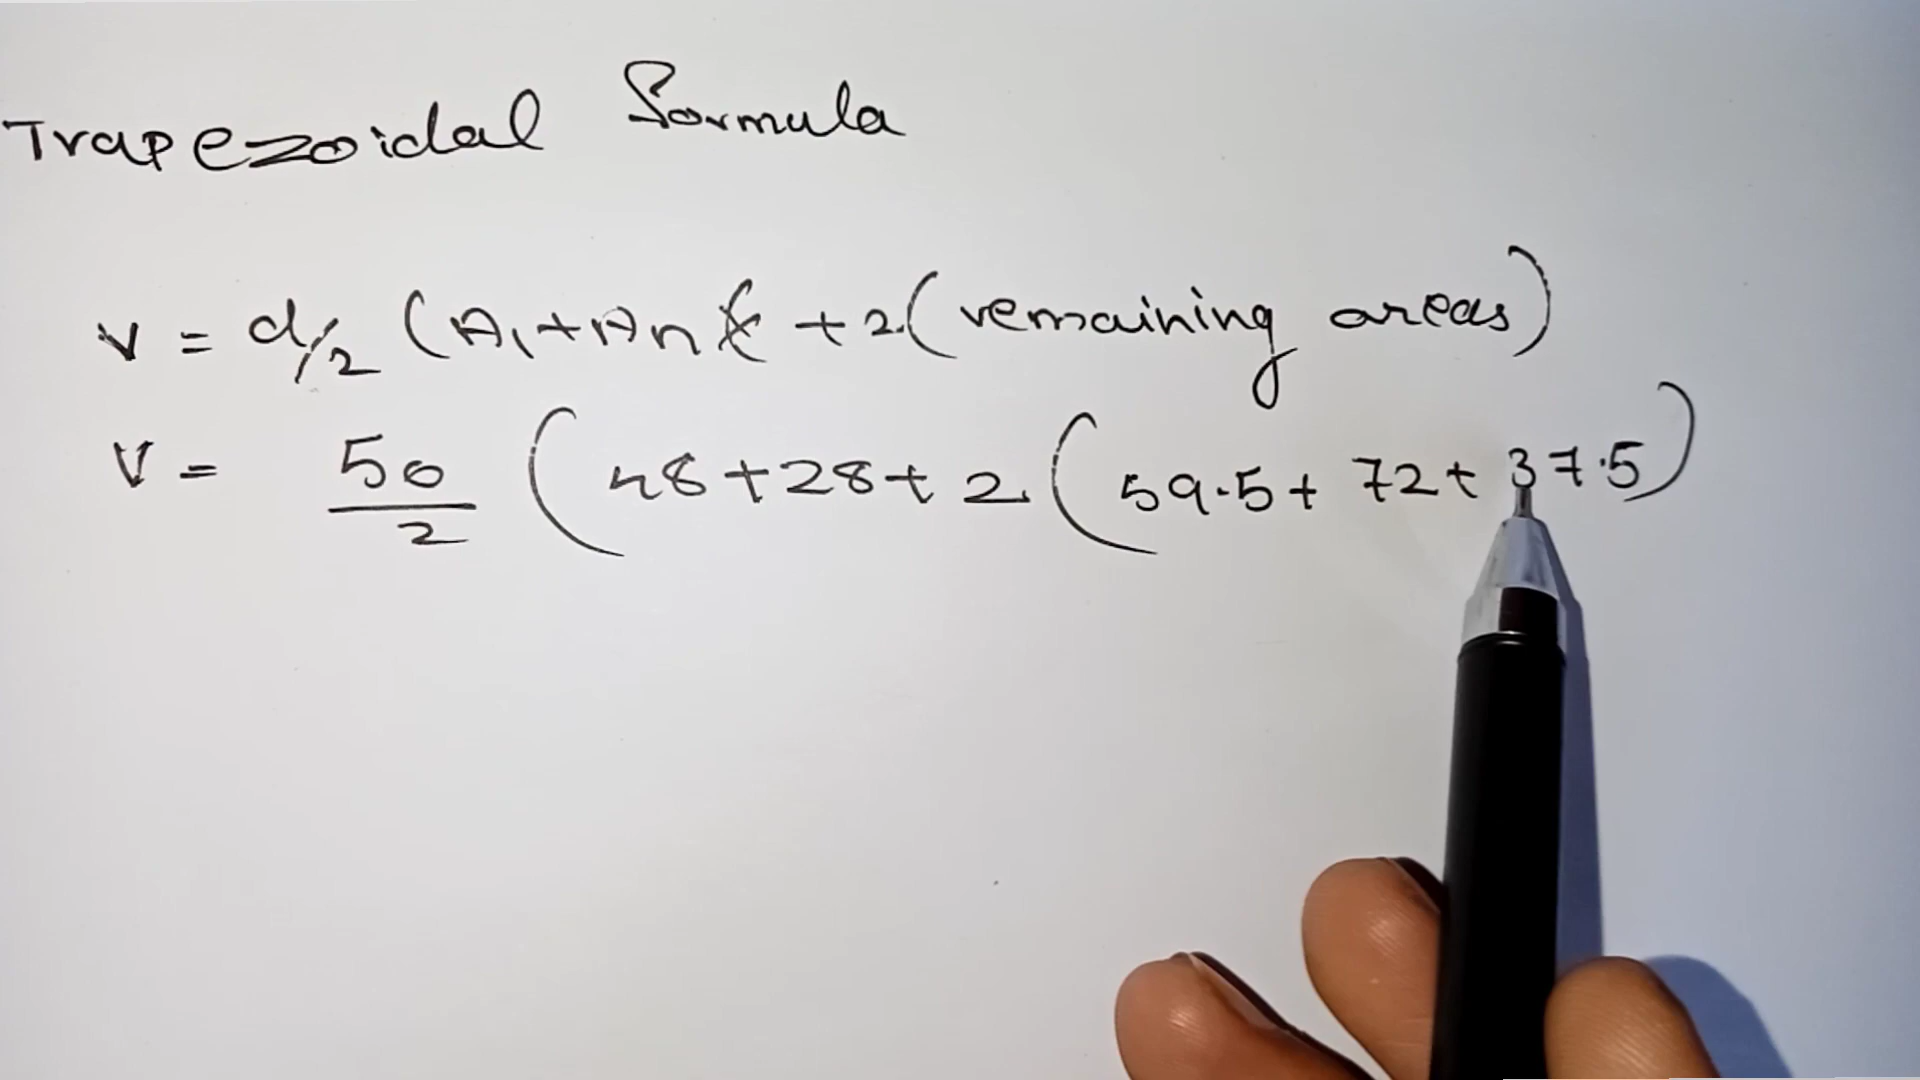 Trapezoidal formula
V = d/2 (A1+An + 2(remaining areas)
V = 50/2 (48+28+2(59.5+72+37.5)